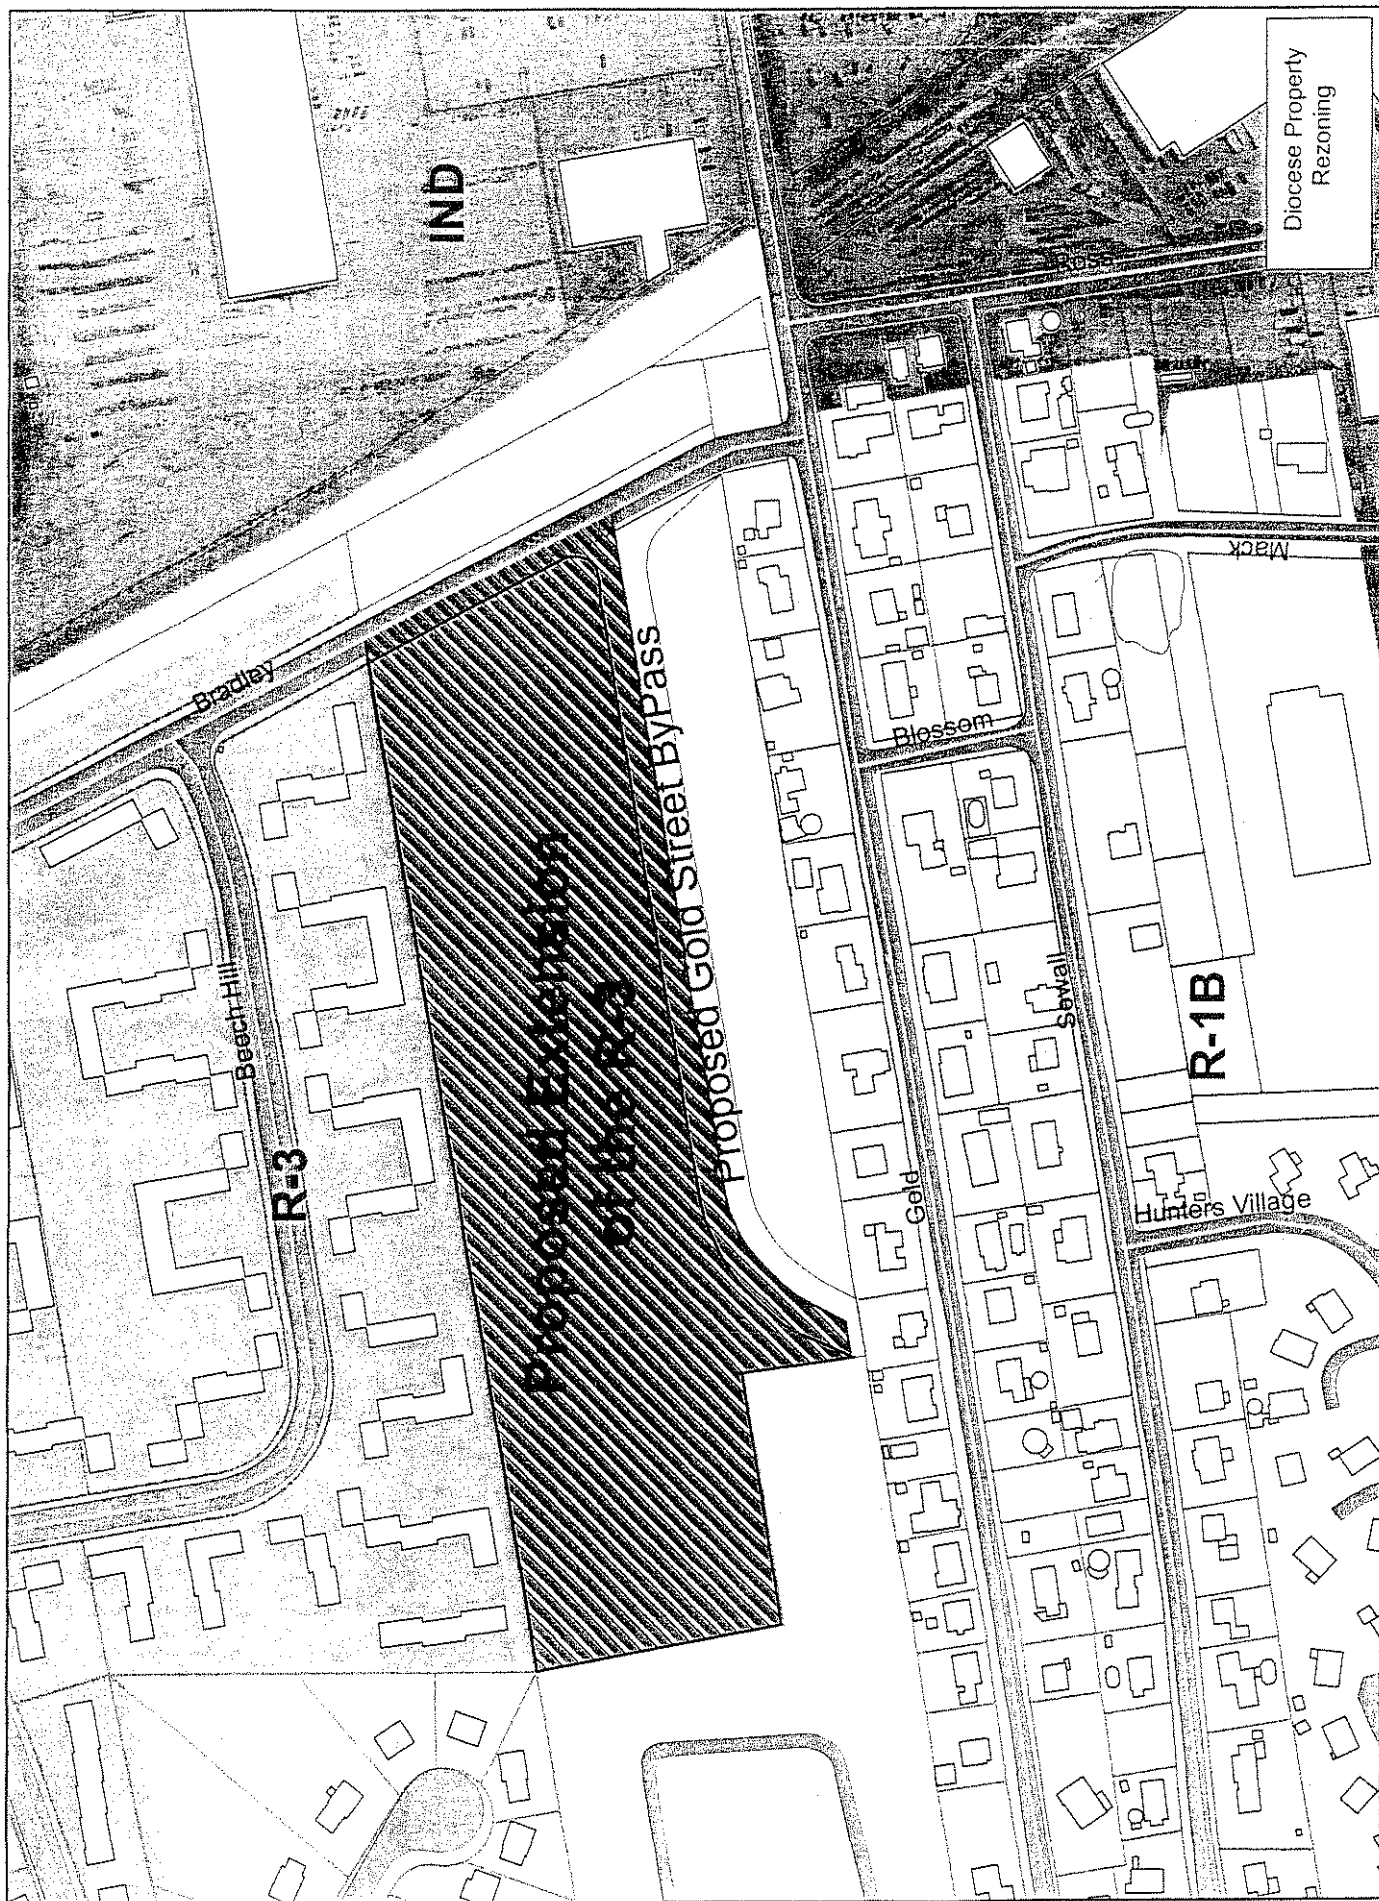 Diocese Property
Rezoning
IND
Bradley
Beech Hill
R-3
Proposed Extension
of the R-3
Proposed Gold Street ByPass
Blossom
Gold
Sewall
Mack
R-1B
Hunters Village